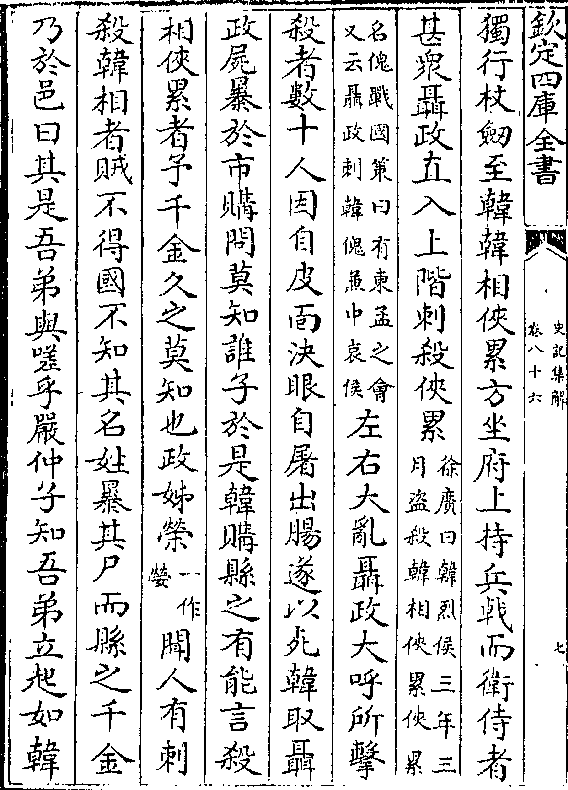 欽定四庫全書
史記集解
卷八十六
七
獨行杖劒至韓韓相俠累方坐府上持兵戟而衛侍者
甚衆聶政直入上階刺殺俠累
徐廣曰韓烈侯三年三
月盜殺韓相俠累俠累
名傀戰國策曰有東孟之會
又云聶政刺韓傀兼中哀侯
左右大亂聶政大呼所擊
殺者數十人因自皮面決眼自屠出腸遂以死韓取聶
政屍暴於市購問莫知誰子於是韓購縣之有能言殺
相俠累者予千金久之莫知也政姊榮
一作
嫈
聞人有刺
殺韓相者賊不得國不知其名姓暴其尸而縣之千金
乃於邑曰其是吾弟與嗟乎嚴仲子知吾弟立起如韓